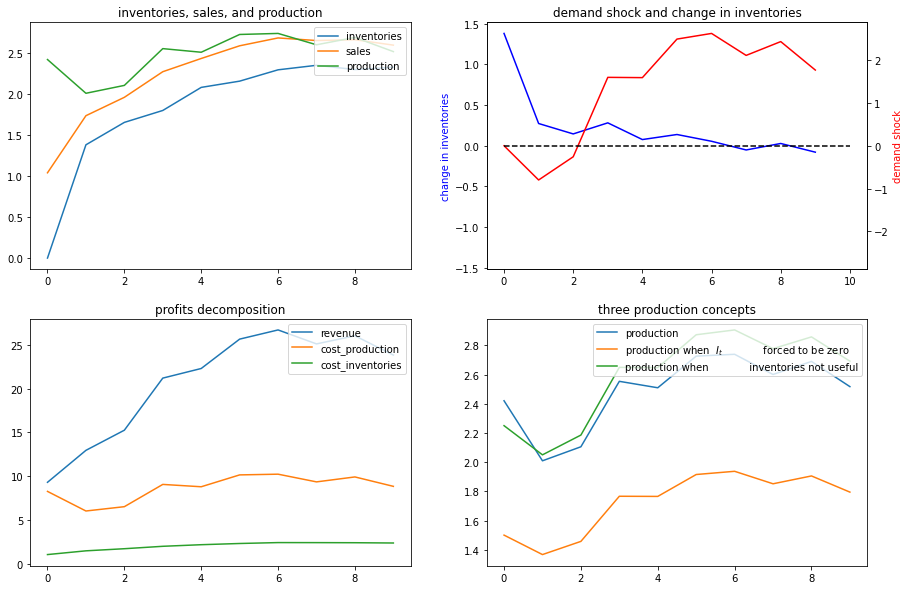 inventories, sales, and production
inventories
sales
production
2.5
2.0
1.5
1.0
0.5
0.0
0 2 4 6 8
demand shock and change in inventories
change in inventories
1.5
1.0
0.5
0.0
−0.5
−1.0
−1.5
2
1
0
−1
−2
demand shock
0 2 4 6 8 10
profits decomposition
revenue
cost_production
cost_inventories
25
20
15
10
5
0
0 2 4 6 8
three production concepts
production
production when I_t forced to be zero
production when inventories not useful
2.8
2.6
2.4
2.2
2.0
1.8
1.6
1.4
0 2 4 6 8